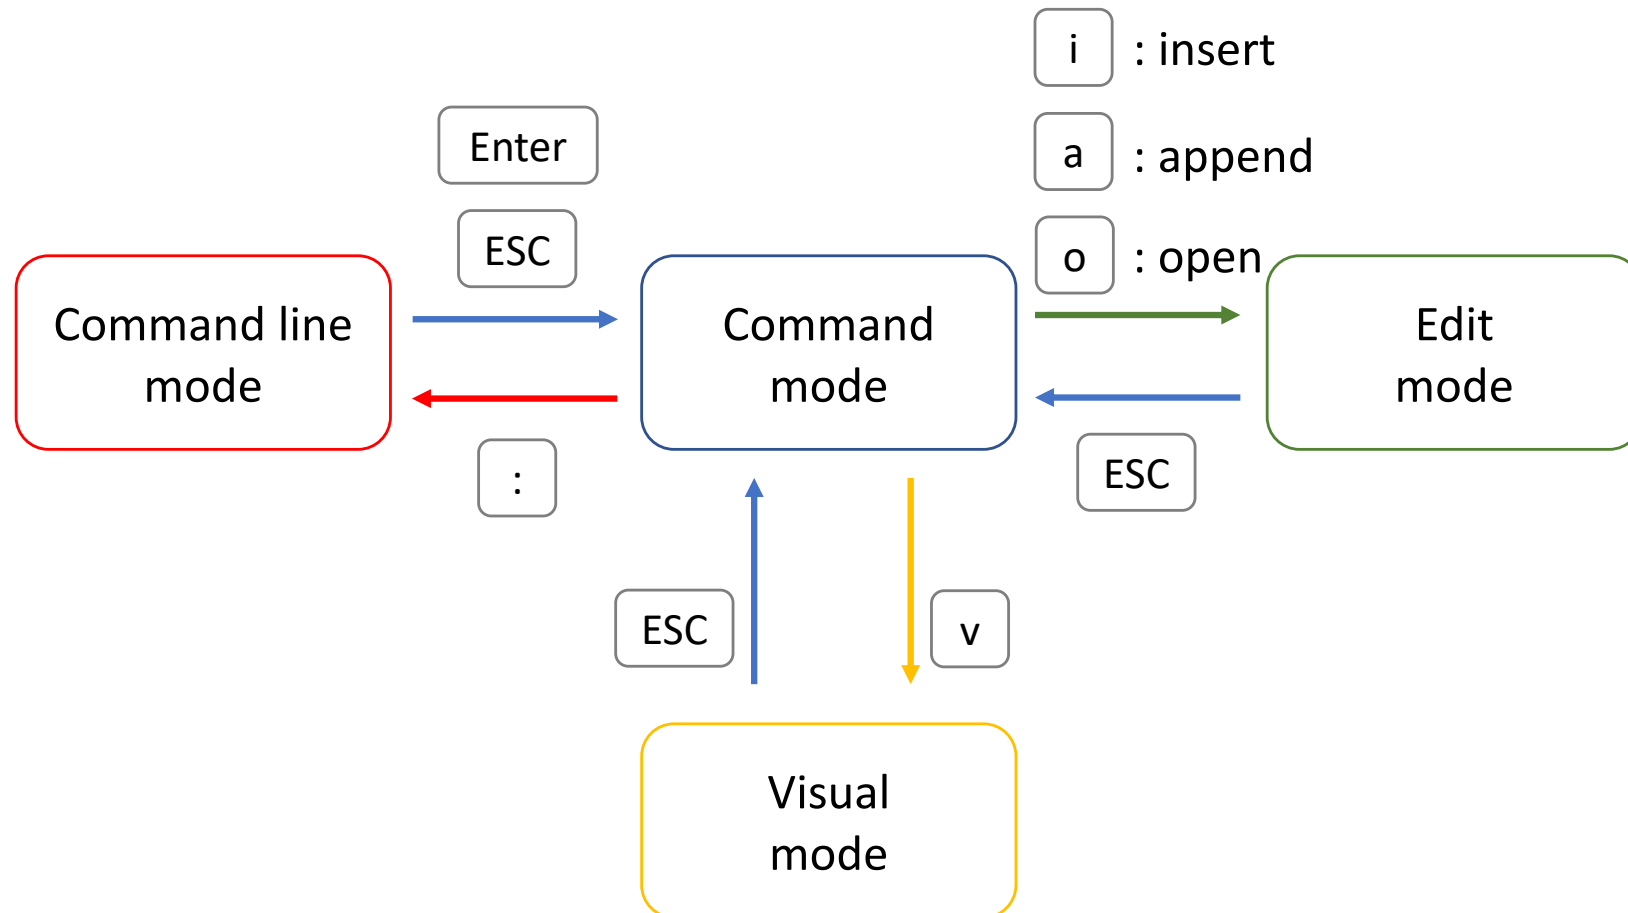 i : insert
Enter
a : append
ESC
o : open
Command line
mode
Command
mode
Edit
mode
:
ESC
ESC
v
Visual
mode